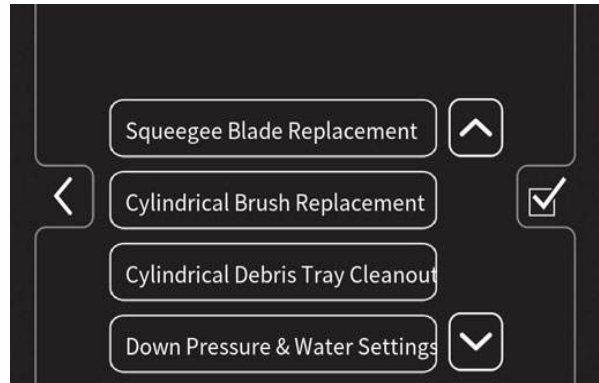 Squeegee Blade Replacement
Cylindrical Brush Replacement
Cylindrical Debris Tray Cleanout
Down Pressure & Water Settings